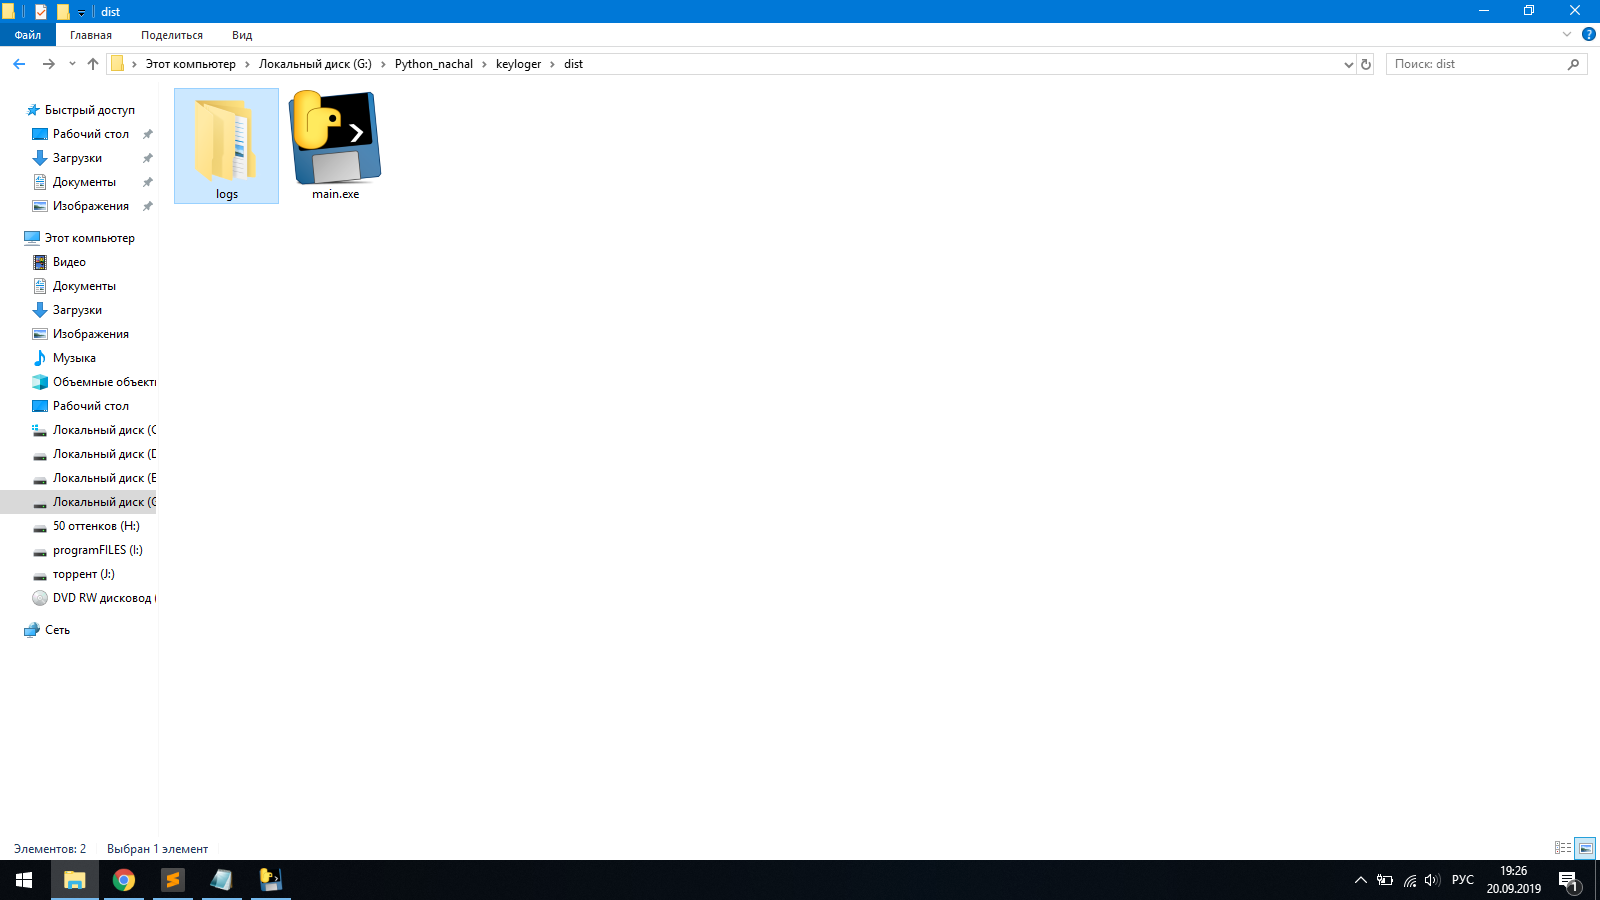 dist
Файл Главная Поделиться Вид
Этот компьютер Локальный диск (G:) Python_nachal keyloger dist
Поиск: dist
Быстрый доступ
Рабочий стол
Загрузки
Документы
Изображения
Этот компьютер
Видео
Документы
Загрузки
Изображения
Музыка
Объемные объекты
Рабочий стол
Локальный диск (C
Локальный диск (D
Локальный диск (E
Локальный диск (G
50 оттенков (H:)
programFILES (I:)
торрент (J:)
DVD RW дисковод (
Сеть
logs
main.exe
Элементов: 2 Выбран 1 элемент
РУС
19:26
20.09.2019
1